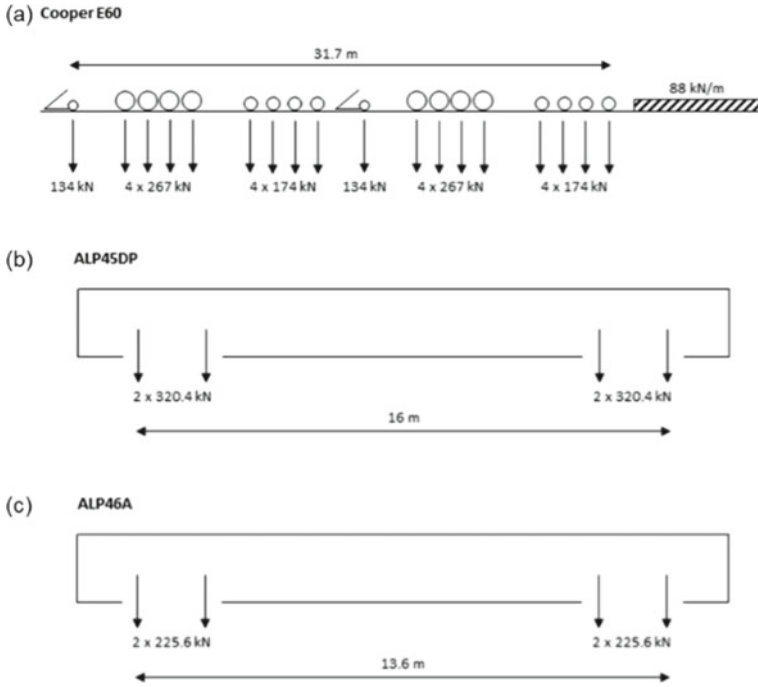 (a) Cooper E60
31.7 m
88 kN/m
134 kN 4 x 267 kN 4 x 174 kN 134 kN 4 x 267 kN 4 x 174 kN
(b) ALP45DP
2 x 320.4 kN 2 x 320.4 kN
16 m
(c) ALP46A
2 x 225.6 kN 2 x 225.6 kN
13.6 m